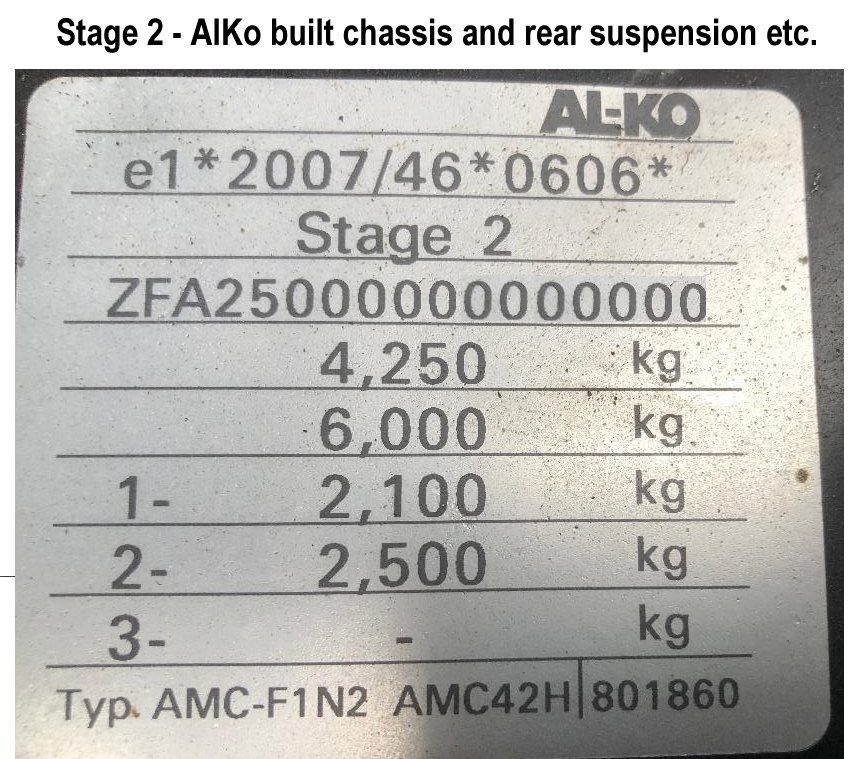 Stage 2 - AlKo built chassis and rear suspension etc.
AL-KO
e1*2007/46*0606*
Stage 2
ZFA25000000000000
4,250 kg
6,000 kg
1- 2,100 kg
2- 2,500 kg
3- - kg
Typ. AMC-F1N2 AMC42H|801860